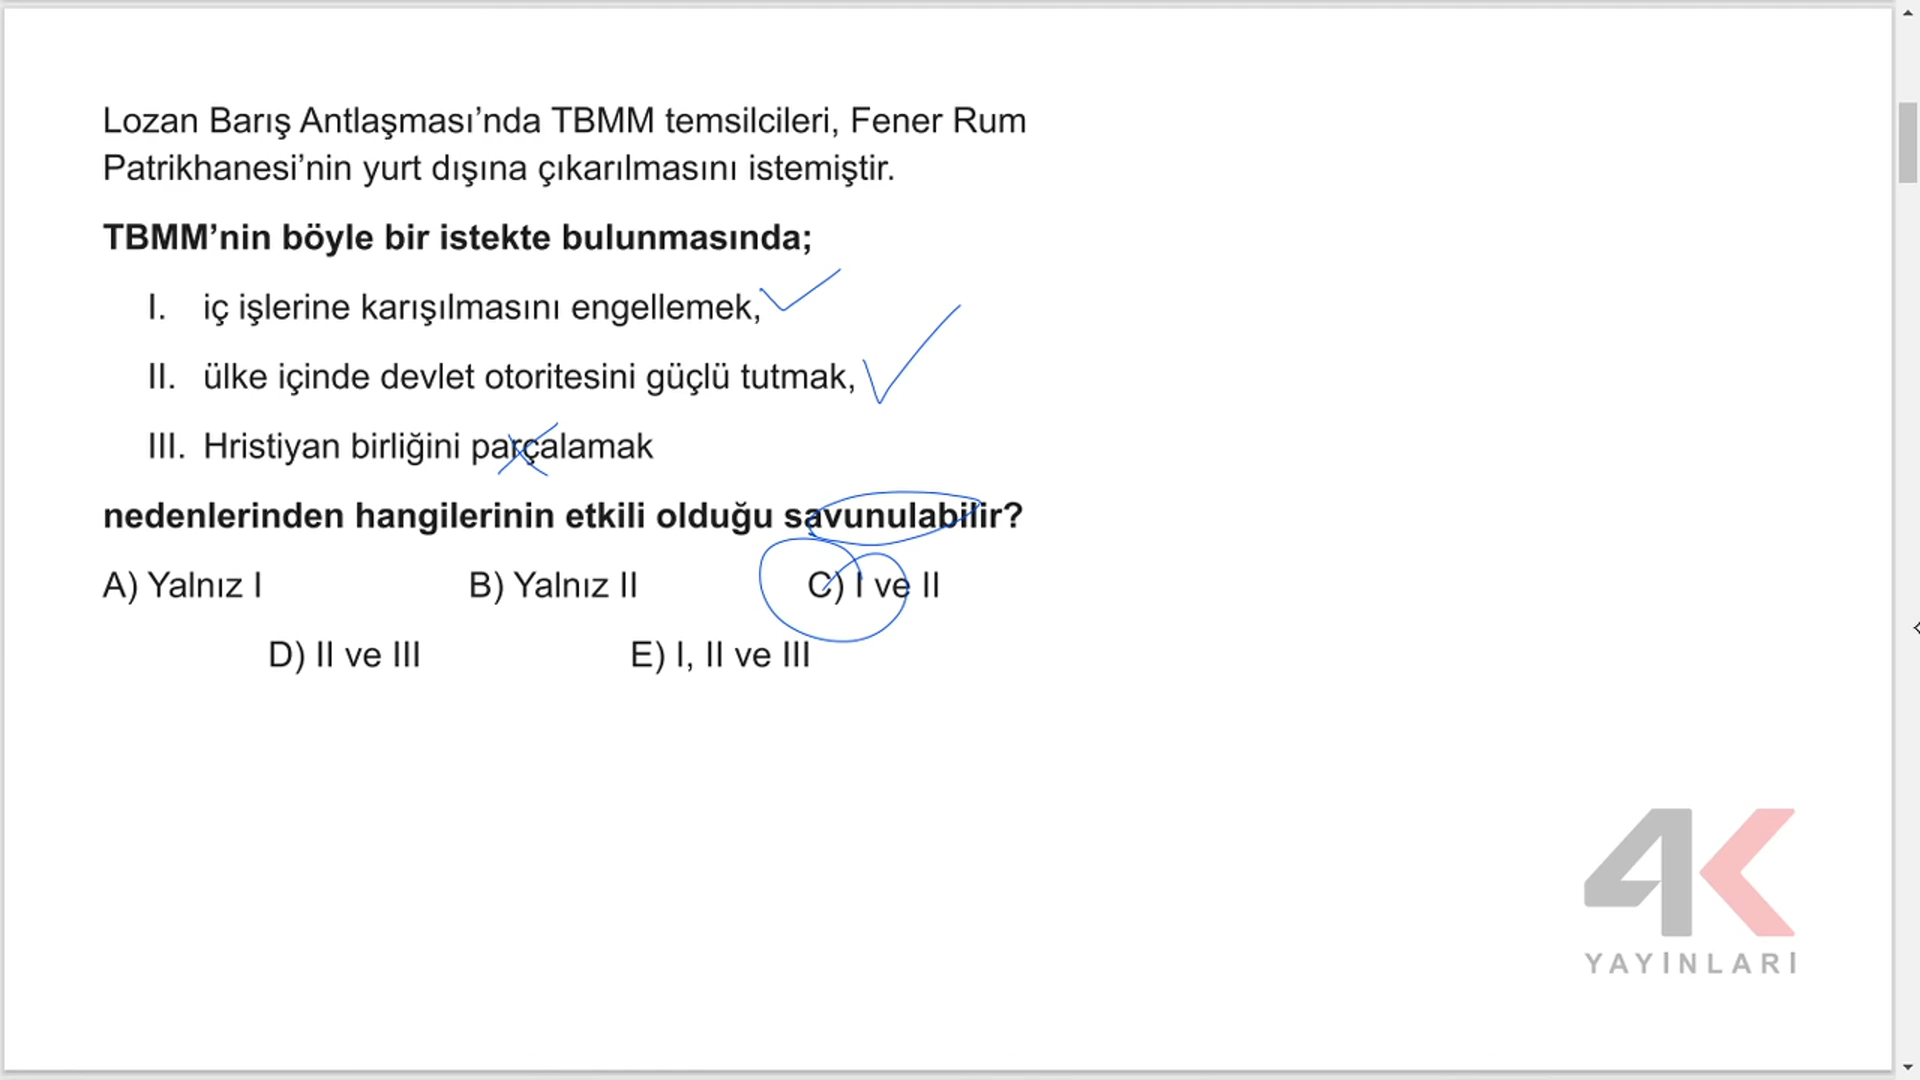 Lozan Barış Antlaşması’nda TBMM temsilcileri, Fener Rum
Patrikhanesi’nin yurt dışına çıkarılmasını istemiştir.
TBMM’nin böyle bir istekte bulunmasında;
I. iç işlerine karışılmasını engellemek,
II. ülke içinde devlet otoritesini güçlü tutmak,
III. Hristiyan birliğini parçalamak
nedenlerinden hangilerinin etkili olduğu savunulabilir?
A) Yalnız I B) Yalnız II C) I ve II
D) II ve III E) I, II ve III
4K
YAYINLARI